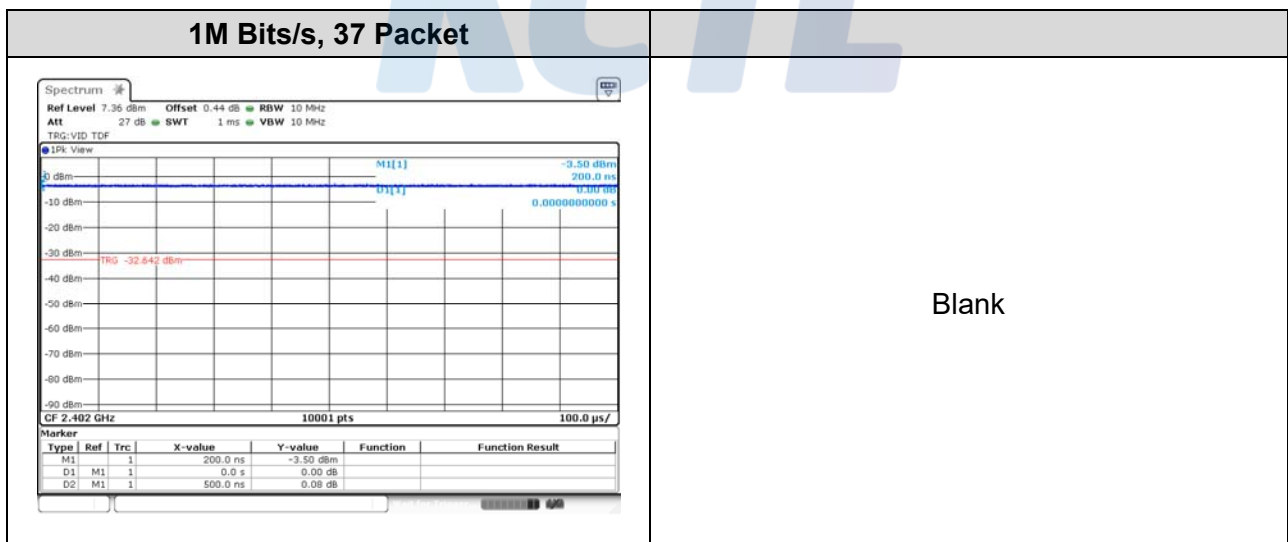 ACTL
1M Bits/s, 37 Packet
Spectrum
Ref Level 7.36 dBm Offset 0.44 dB RBW 10 MHz
Att 27 dB SWT 1 ms VBW 10 MHz
TRG:VID TDF
1Pk View
M1[1] -3.50 dBm
200.0 ns
0 dBm
D1[1] 0.00 dB
0.0000000000 s
-10 dBm
-20 dBm
-30 dBm
TRG -32.642 dBm
-40 dBm
-50 dBm
-60 dBm
-70 dBm
-80 dBm
-90 dBm
CF 2.402 GHz 10001 pts 100.0 µs/
Marker
Type Ref Trc X-value Y-value Function Function Result
M1 1 200.0 ns -3.50 dBm
D1 M1 1 0.0 s 0.00 dB
D2 M1 1 500.0 ns 0.08 dB
Blank